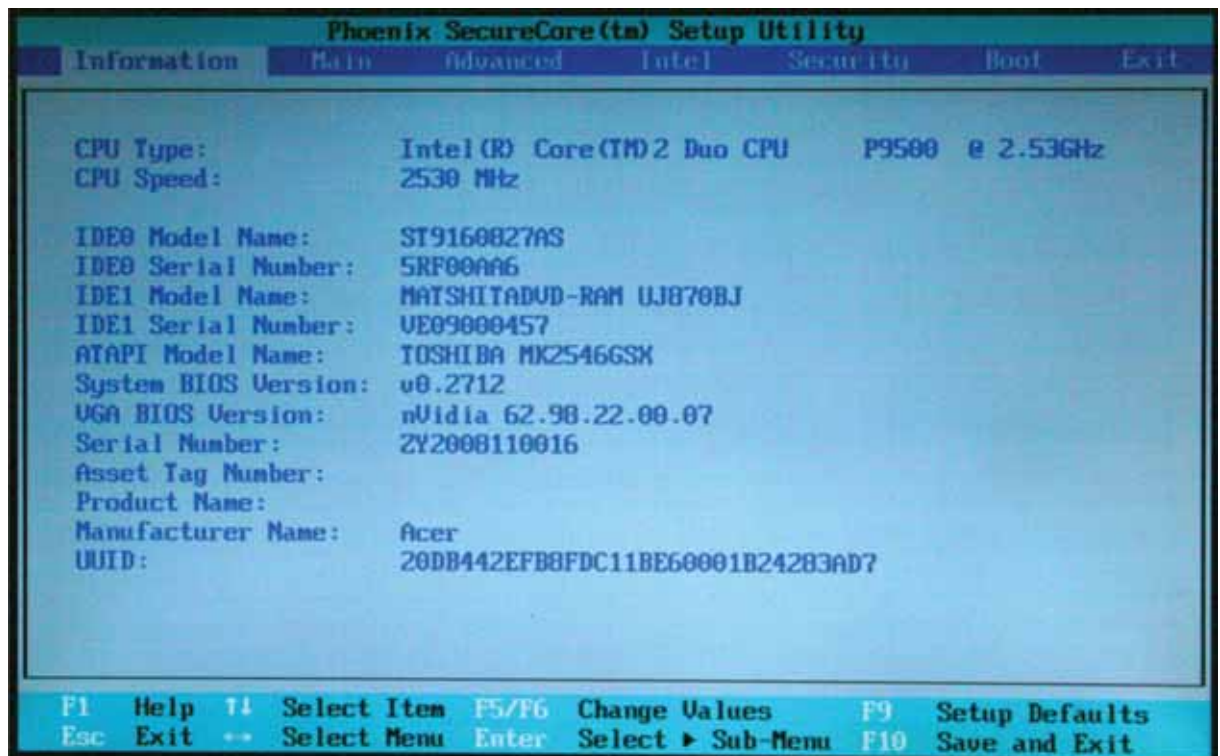 Phoenix SecureCore(tm) Setup Utility
Information Main Advanced Intel Security Boot Exit
CPU Type: Intel(R) Core(TM)2 Duo CPU P9500 @ 2.53GHz
CPU Speed: 2530 MHz
IDE0 Model Name: ST9160827AS
IDE0 Serial Number: 5RF00AA6
IDE1 Model Name: MATSHITADVD-RAM UJ870BJ
IDE1 Serial Number: VE09000457
ATAPI Model Name: TOSHIBA MK2546GSX
System BIOS Version: v0.2712
VGA BIOS Version: nVidia 62.98.22.00.07
Serial Number: ZY2008110016
Asset Tag Number:
Product Name:
Manufacturer Name: Acer
UUID: 20DB442EFB8FDC11BE60001B24283AD7
F1 Help ↑↓ Select Item F5/F6 Change Values F9 Setup Defaults
Esc Exit ↔ Select Menu Enter Select ▶ Sub-Menu F10 Save and Exit